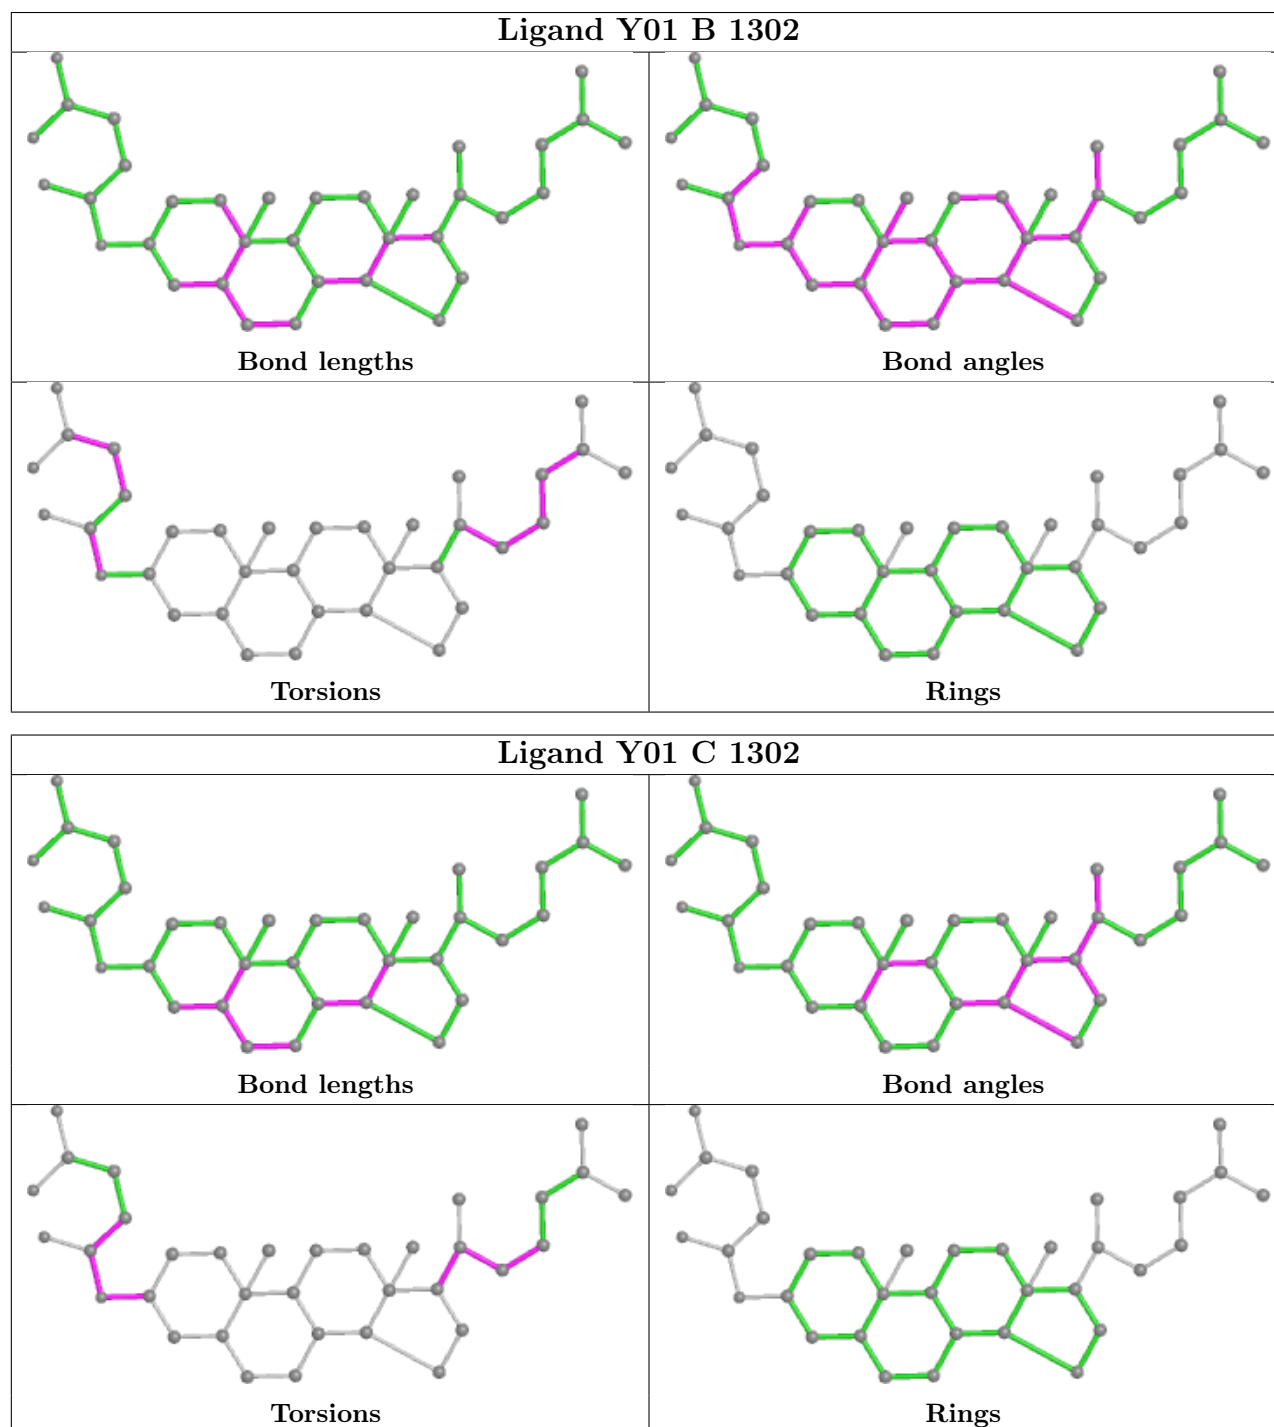 Ligand Y01 B 1302
Bond lengths
Bond angles
Torsions
Rings
Ligand Y01 C 1302
Bond lengths
Bond angles
Torsions
Rings